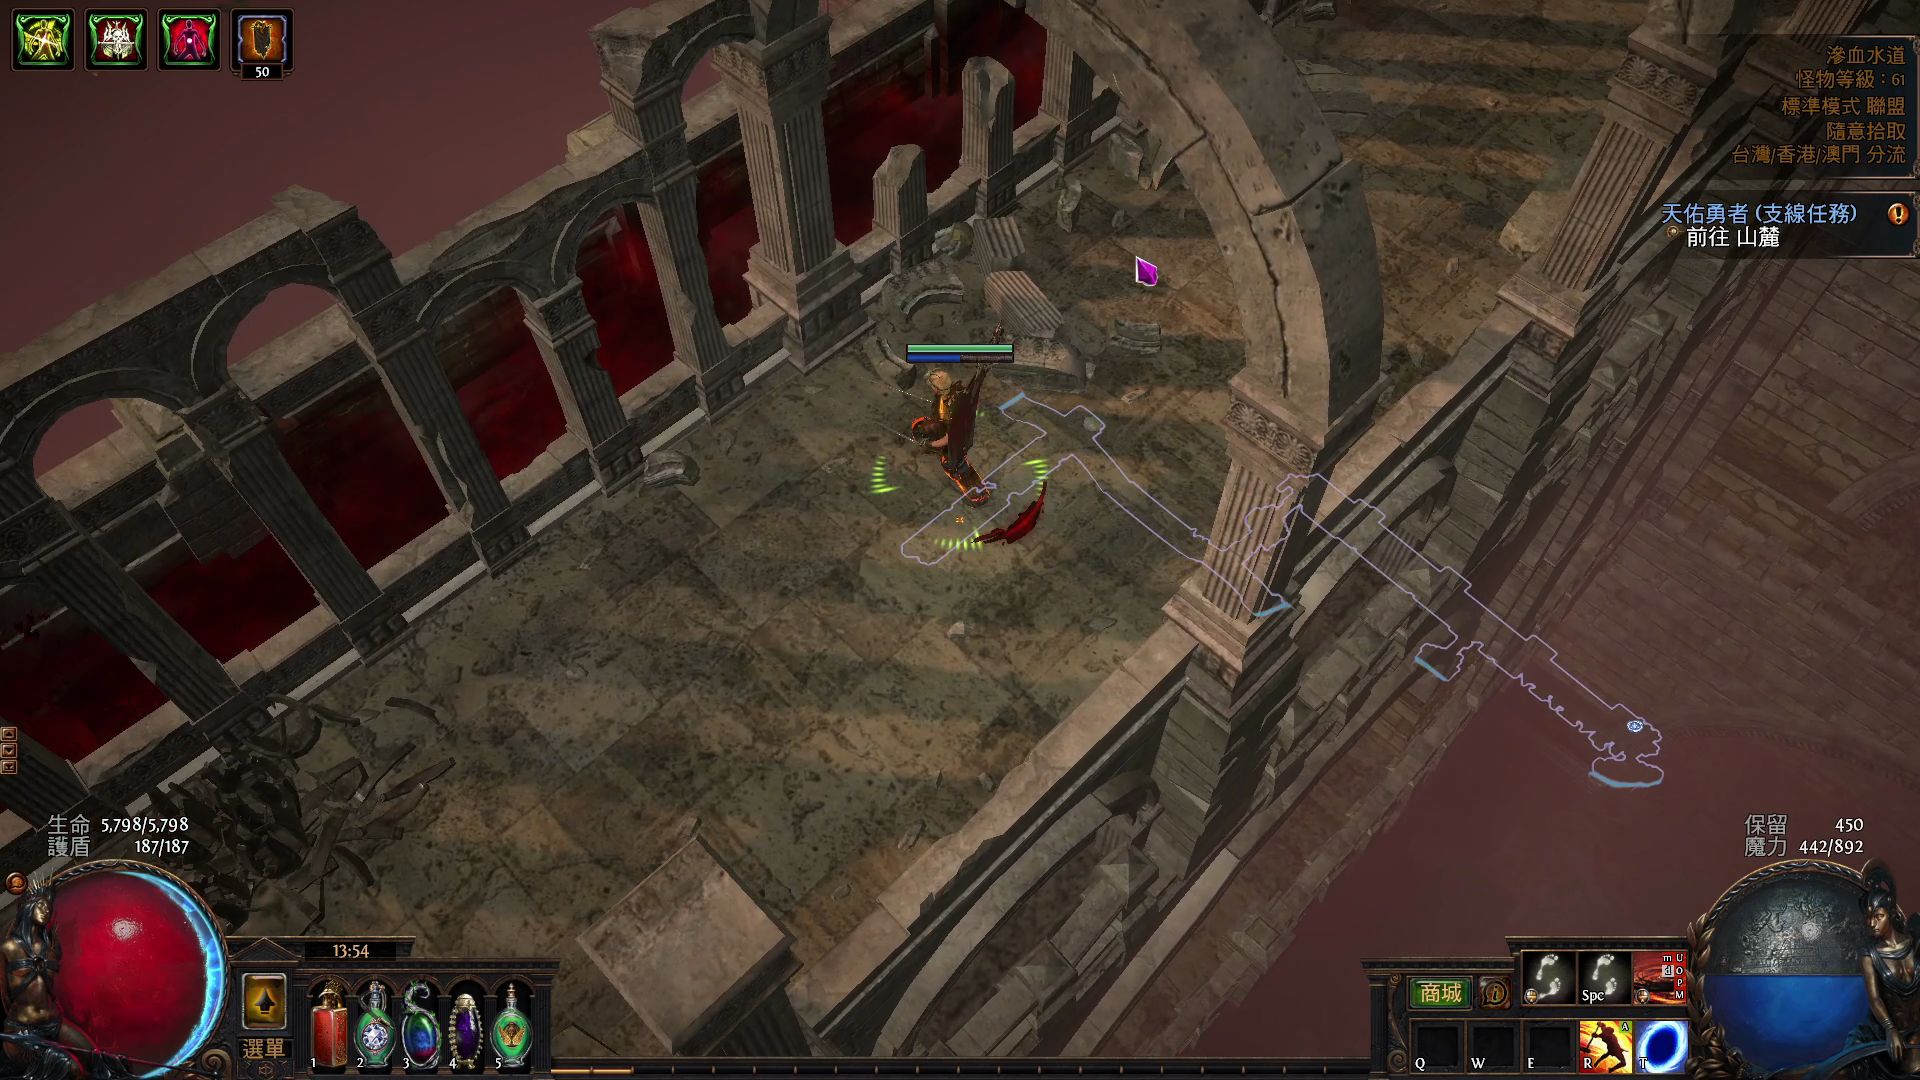 50
滲血水道
怪物等級：61
標準模式 聯盟
隨意拾取
台灣/香港/澳門 分流
天佑勇者 (支線任務)
前往 山麓
生命 5,798/5,798
護盾 187/187
保留 450
魔力 442/892
13:54
選單
1 2 3 4 5
商城
Spc
m U
d O
P
M
Q W E R A T